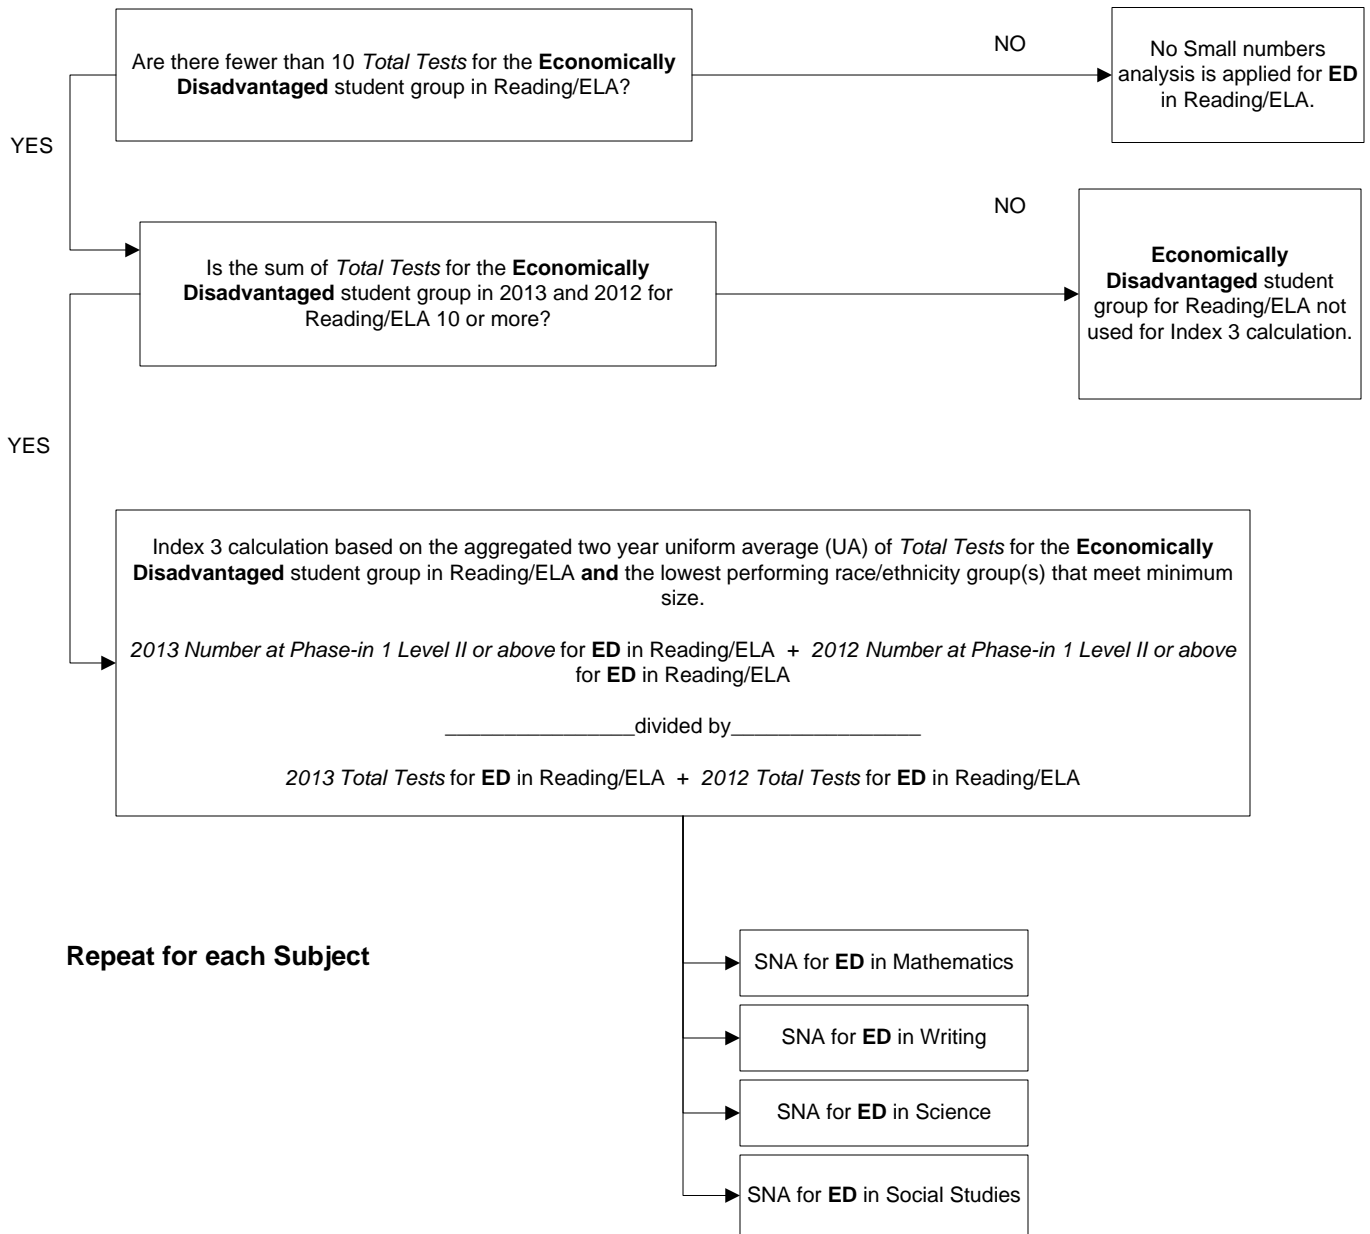 NO
Are there fewer than 10 Total Tests for the Economically
Disadvantaged student group in Reading/ELA?
No Small numbers
analysis is applied for ED
in Reading/ELA.
YES
NO
Is the sum of Total Tests for the Economically
Disadvantaged student group in 2013 and 2012 for
Reading/ELA 10 or more?
Economically
Disadvantaged student
group for Reading/ELA not
used for Index 3 calculation.
YES
Index 3 calculation based on the aggregated two year uniform average (UA) of Total Tests for the Economically
Disadvantaged student group in Reading/ELA and the lowest performing race/ethnicity group(s) that meet minimum
size.
2013 Number at Phase-in 1 Level II or above for ED in Reading/ELA + 2012 Number at Phase-in 1 Level II or above
for ED in Reading/ELA
________________divided by________________
2013 Total Tests for ED in Reading/ELA + 2012 Total Tests for ED in Reading/ELA
Repeat for each Subject
SNA for ED in Mathematics
SNA for ED in Writing
SNA for ED in Science
SNA for ED in Social Studies